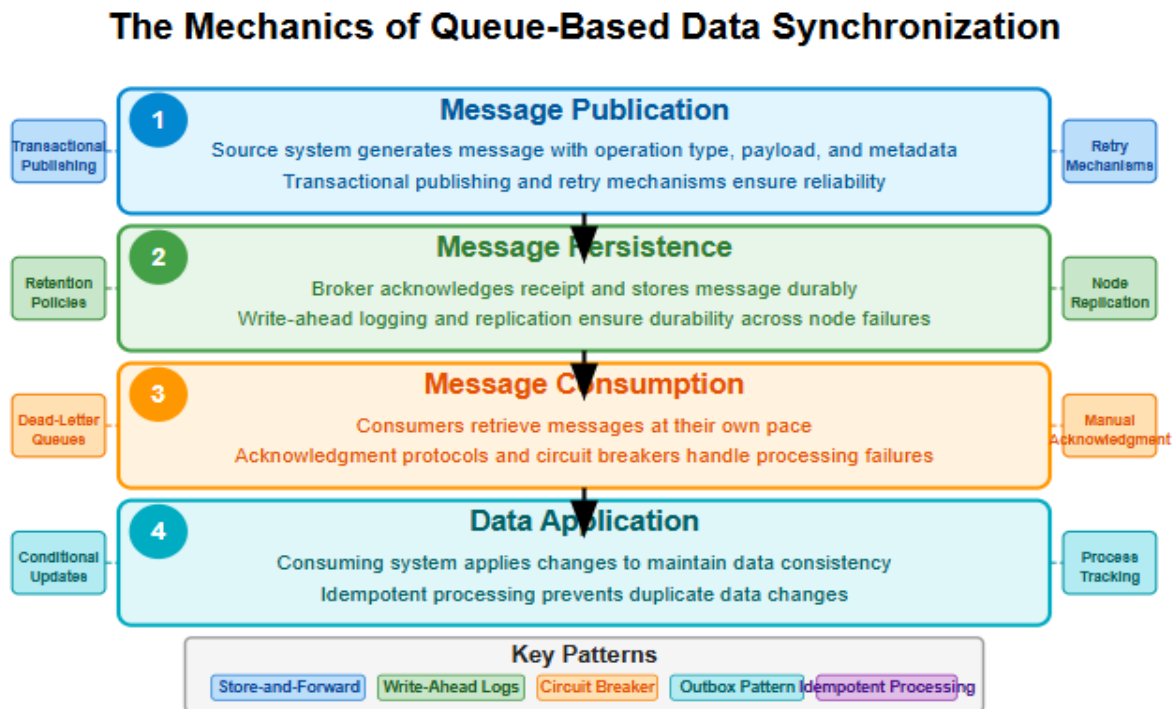 The Mechanics of Queue-Based Data Synchronization
1
Message Publication
Transactional
Publishing
Source system generates message with operation type, payload, and metadata
Transactional publishing and retry mechanisms ensure reliability
Retry
Mechanisms
2
Message Persistence
Retention
Policies
Broker acknowledges receipt and stores message durably
Write-ahead logging and replication ensure durability across node failures
Node
Replication
3
Message Consumption
Dead-Letter
Queues
Consumers retrieve messages at their own pace
Acknowledgment protocols and circuit breakers handle processing failures
Manual
Acknowledgment
4
Data Application
Conditional
Updates
Consuming system applies changes to maintain data consistency
Idempotent processing prevents duplicate data changes
Process
Tracking
Key Patterns
Store-and-Forward
Write-Ahead Logs
Circuit Breaker
Outbox Pattern
Idempotent Processing